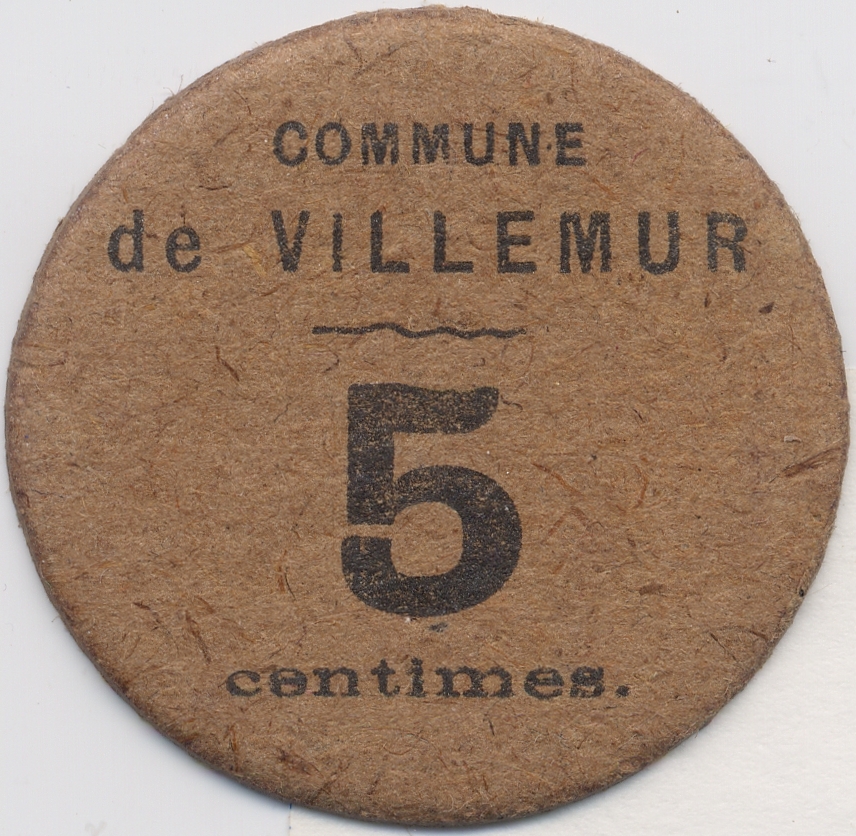 COMMUNE
de VILLEMUR
5
centimes.